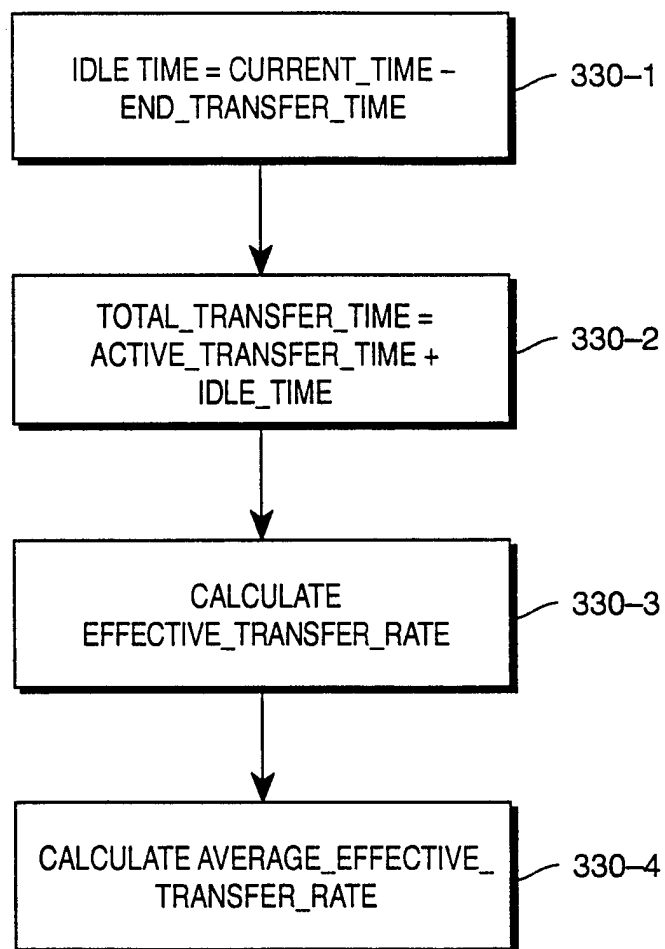 IDLE TIME = CURRENT_TIME –
END_TRANSFER_TIME
330–1
TOTAL_TRANSFER_TIME =
ACTIVE_TRANSFER_TIME +
IDLE_TIME
330–2
CALCULATE
EFFECTIVE_TRANSFER_RATE
330–3
CALCULATE AVERAGE_EFFECTIVE_
TRANSFER_RATE
330–4